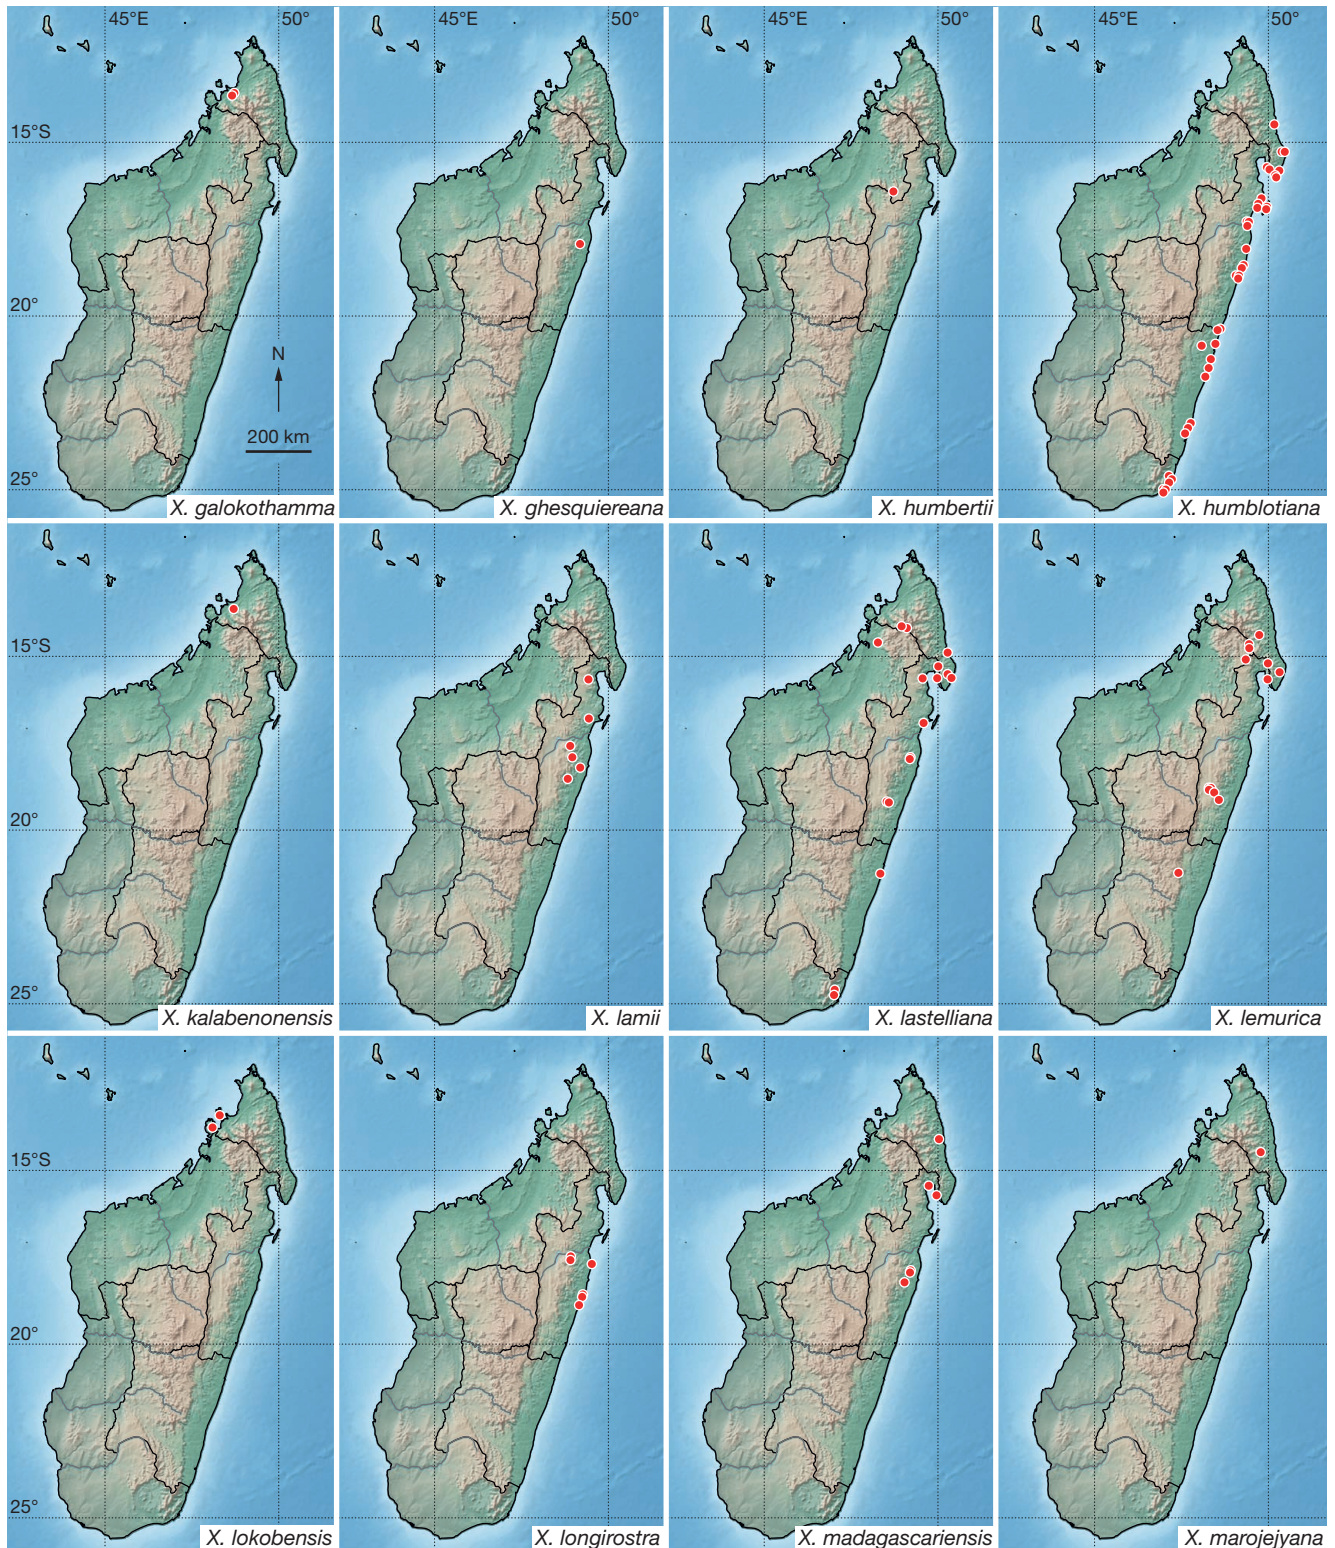 45°E 50° 45°E 50° 45°E 50° 45°E 50°
15°S
20°
N
200 km
25°
X. galokothamma X. ghesquiereana X. humbertii X. humblotiana
15°S
20°
25°
X. kalabenonensis X. lamii X. lastelliana X. lemurica
15°S
20°
25°
X. lokobensis X. longirostra X. madagascariensis X. marojejyana